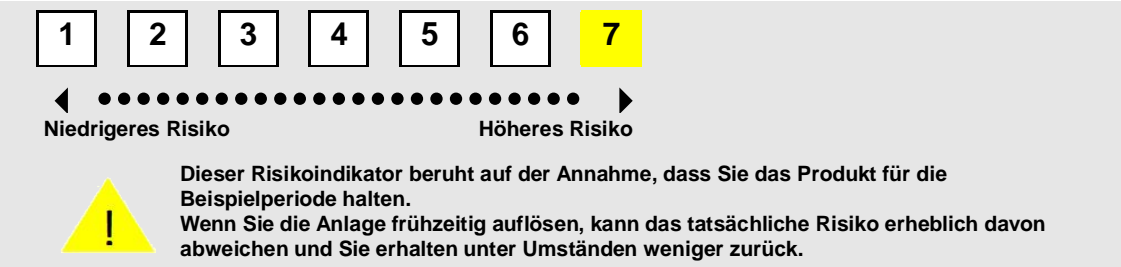 1 2 3 4 5 6 7
Niedrigeres Risiko Höheres Risiko
Dieser Risikoindikator beruht auf der Annahme, dass Sie das Produkt für die
Beispielperiode halten.
Wenn Sie die Anlage frühzeitig auflösen, kann das tatsächliche Risiko erheblich davon
abweichen und Sie erhalten unter Umständen weniger zurück.
!